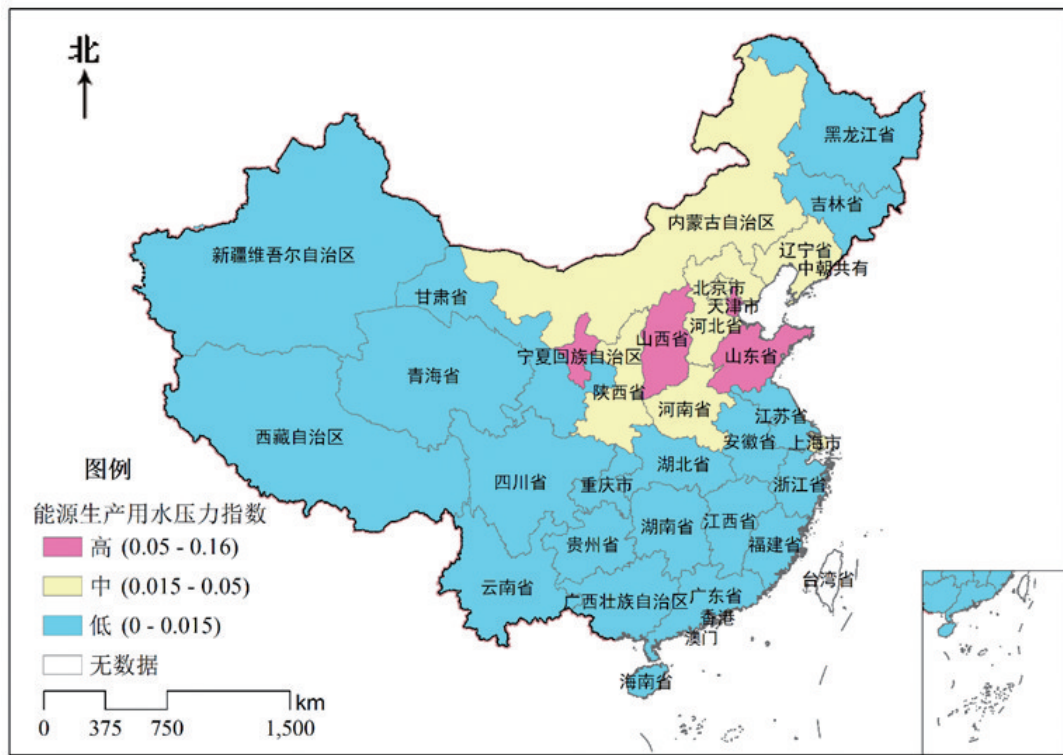 北
黑龙江省
吉林省
内蒙古自治区
辽宁省
新疆维吾尔自治区
中朝共有
甘肃省
北京市
天津市
河北省
山西省
宁夏回族自治区
山东省
青海省
陕西省
河南省
江苏省
西藏自治区
安徽省
上海市
湖北省
四川省
重庆市
浙江省
湖南省
江西省
贵州省
福建省
台湾省
云南省
广东省
广西壮族自治区
香港
澳门
海南省
图例
能源生产用水压力指数
高 (0.05 - 0.16)
中 (0.015 - 0.05)
低 (0 - 0.015)
无数据
km
0 375 750 1,500